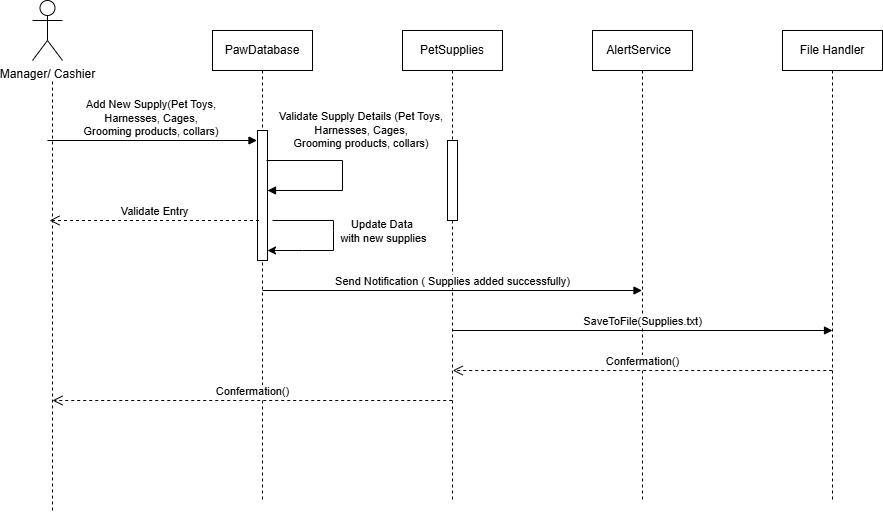 Manager/ Cashier
PawDatabase
PetSupplies
AlertService
File Handler
Add New Supply(Pet Toys,
Harnesses, Cages,
Grooming products, collars)
Validate Supply Details (Pet Toys,
Harnesses, Cages,
Grooming products, collars)
Validate Entry
Update Data
with new supplies
Send Notification ( Supplies added successfully)
SaveToFile(Supplies.txt)
Confermation()
Confermation()